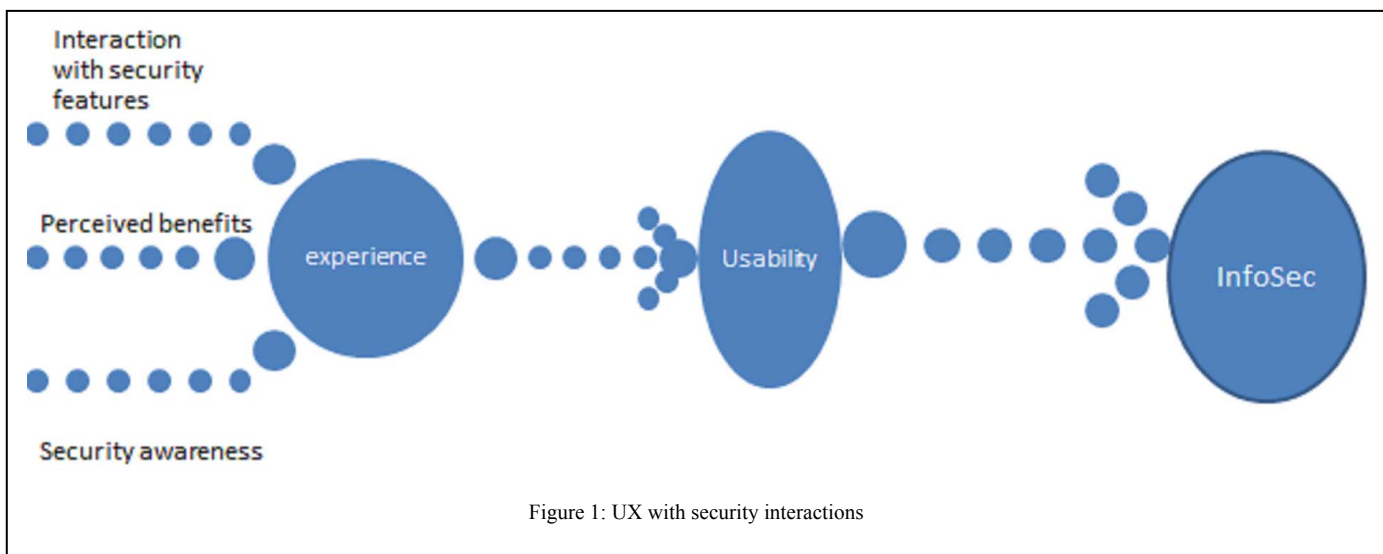 Interaction
with security
features
Perceived benefits
experience
Usability
InfoSec
Security awareness
Figure 1: UX with security interactions